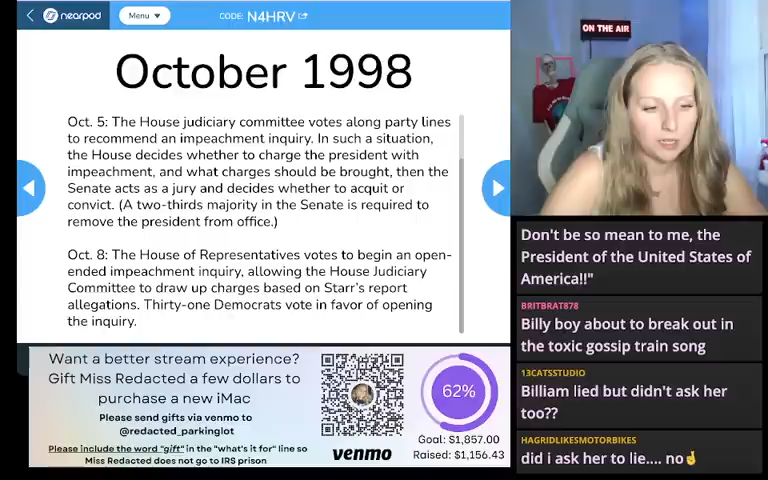 nearpod
Menu
CODE: N4HRV
ON THE AIR
October 1998
Oct. 5: The House judiciary committee votes along party lines
to recommend an impeachment inquiry. In such a situation,
the House decides whether to charge the president with
impeachment, and what charges should be brought, then the
Senate acts as a jury and decides whether to acquit or
convict. (A two-thirds majority in the Senate is required to
remove the president from office.)
Oct. 8: The House of Representatives votes to begin an open-
ended impeachment inquiry, allowing the House Judiciary
Committee to draw up charges based on Starr's report
allegations. Thirty-one Democrats vote in favor of opening
the inquiry.
Don't be so mean to me, the
President of the United States of
America!!"
BRITBRAT878
Billy boy about to break out in
the toxic gossip train song
13CATSSTUDIO
Billiam lied but didn't ask her
too??
HAGRIDLIKESMOTORBIKES
did i ask her to lie.... no🤞
Want a better stream experience?
Gift Miss Redacted a few dollars to
purchase a new iMac
Please send gifts via venmo to
@redacted_parkinglot
Please include the word "gift" in the "what's it for" line so
Miss Redacted does not go to IRS prison
venmo
62%
Goal: $1,857.00
Raised: $1,156.43